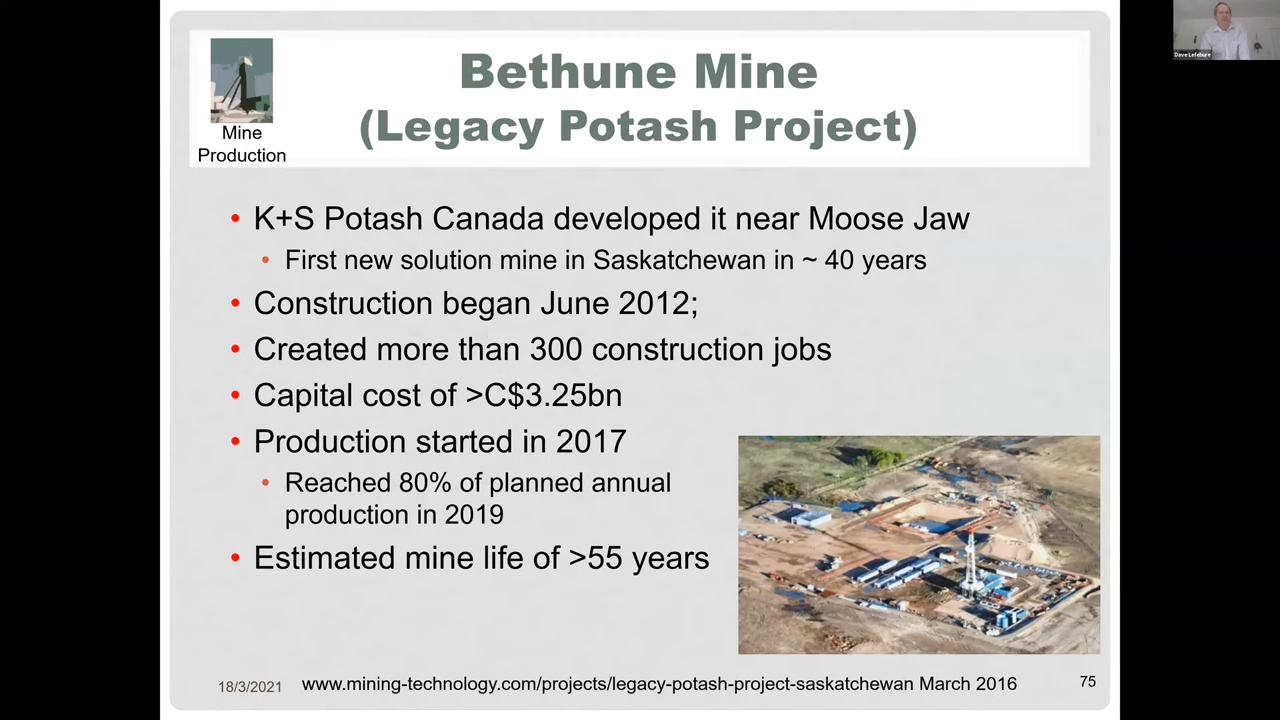 Dave Lefebure
Mine
Production
Bethune Mine
(Legacy Potash Project)
• K+S Potash Canada developed it near Moose Jaw
• First new solution mine in Saskatchewan in ~ 40 years
• Construction began June 2012;
• Created more than 300 construction jobs
• Capital cost of >C$3.25bn
• Production started in 2017
• Reached 80% of planned annual
production in 2019
• Estimated mine life of >55 years
18/3/2021 www.mining-technology.com/projects/legacy-potash-project-saskatchewan March 2016 75